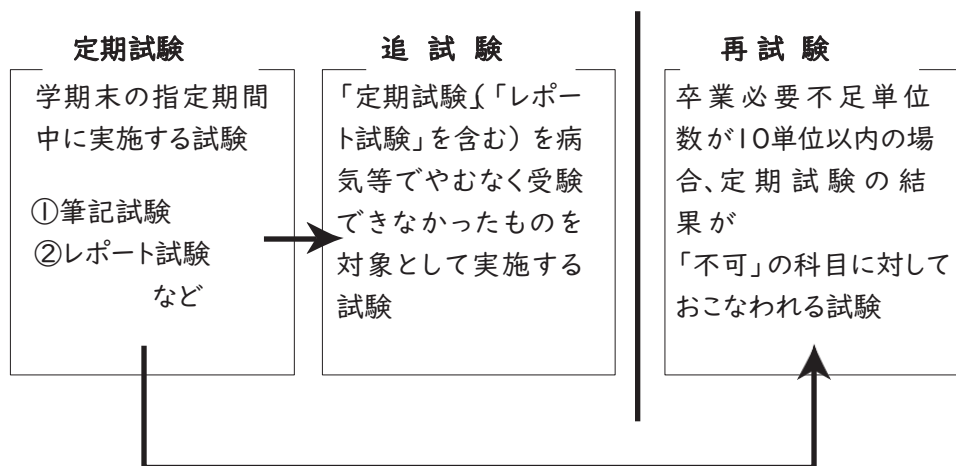 定期試験
学期末の指定期間
中に実施する試験
①筆記試験
②レポート試験
など
追試験
「定期試験」(「レポー
ト試験」を含む)を病
気等でやむなく受験
できなかったものを
対象として実施する
試験
再試験
卒業必要不足単位
数が10単位以内の場
合、定期試験の結
果が
「不可」の科目に対して
おこなわれる試験